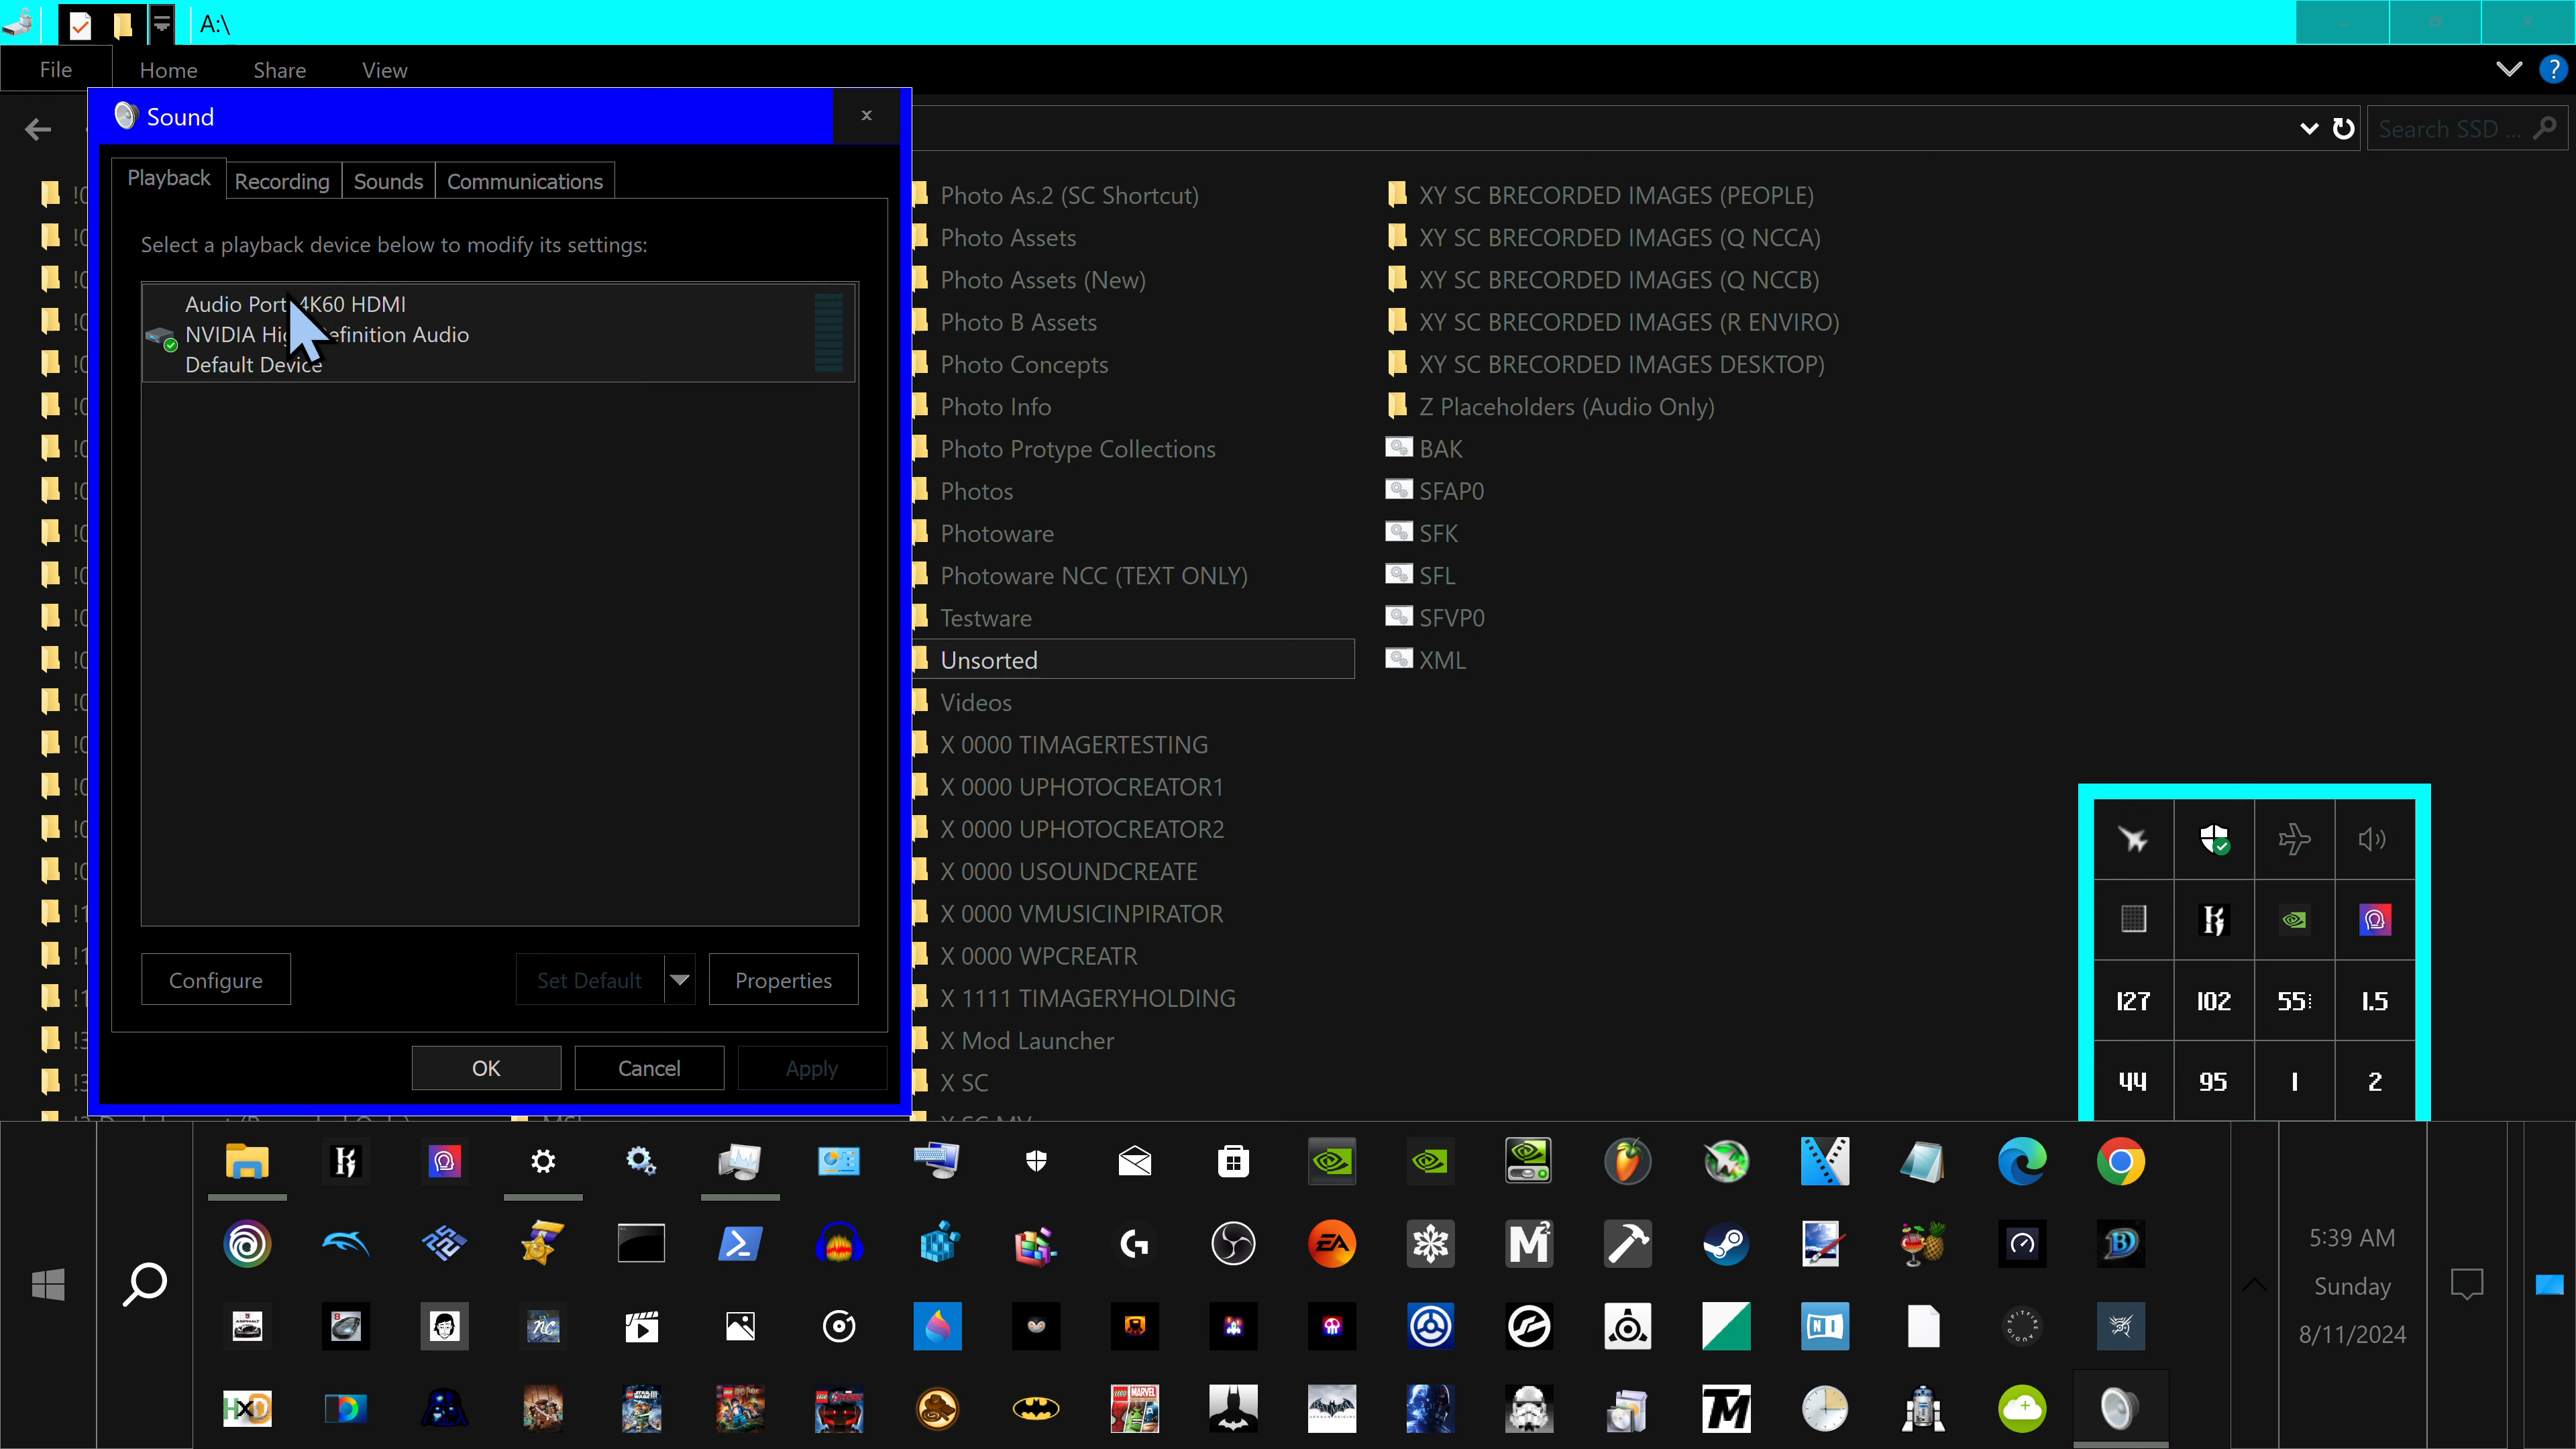 A:\
File
Home
Share
View
Sound
Search SSD ...
Playback
Recording
Sounds
Communications
Select a playback device below to modify its settings:
Audio Port 4K60 HDMI
NVIDIA High Definition Audio
Default Device
Configure
Set Default
Properties
OK
Cancel
Apply
Photo As.2 (SC Shortcut)
Photo Assets
Photo Assets (New)
Photo B Assets
Photo Concepts
Photo Info
Photo Protype Collections
Photos
Photoware
Photoware NCC (TEXT ONLY)
Testware
Unsorted
Videos
X 0000 TIMAGERTESTING
X 0000 UPHOTOCREATOR1
X 0000 UPHOTOCREATOR2
X 0000 USOUNDCREATE
X 0000 VMUSICINPIRATOR
X 0000 WPCREATR
X 1111 TIMAGERYHOLDING
X Mod Launcher
X SC
XY SC BRECORDED IMAGES (PEOPLE)
XY SC BRECORDED IMAGES (Q NCCA)
XY SC BRECORDED IMAGES (Q NCCB)
XY SC BRECORDED IMAGES (R ENVIRO)
XY SC BRECORDED IMAGES DESKTOP)
Z Placeholders (Audio Only)
BAK
SFAP0
SFK
SFL
SFVP0
XML
127
102
55
1.5
44
95
1
2
5:39 AM
Sunday
8/11/2024